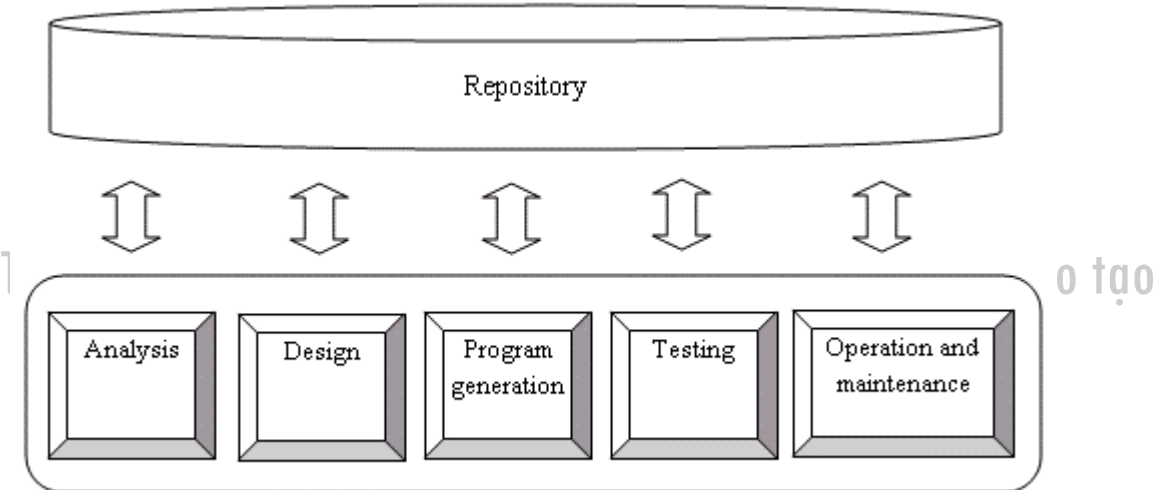 Repository
o tạo
Analysis
Design
Program
generation
Testing
Operation and
maintenance